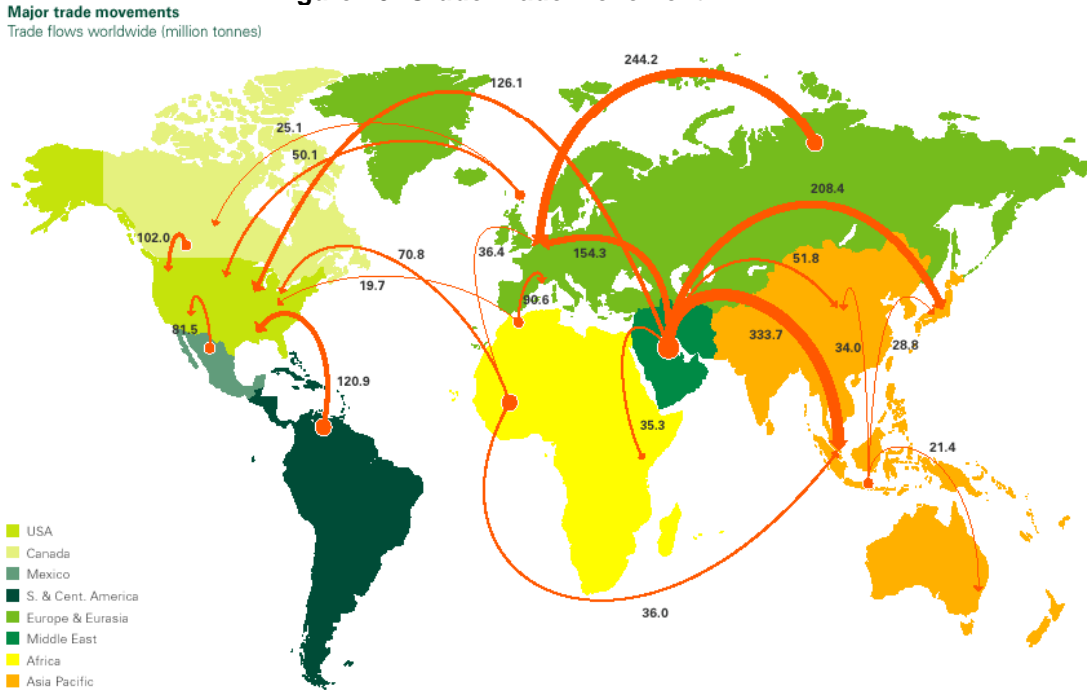 Major trade movements
Trade flows worldwide (million tonnes)
244.2
126.1
25.1
50.1
208.4
102.0
70.8
36.4
154.3
51.8
19.7
90.6
81.5
333.7
34.0
28.8
120.9
35.3
21.4
36.0
USA
Canada
Mexico
S. & Cent. America
Europe & Eurasia
Middle East
Africa
Asia Pacific